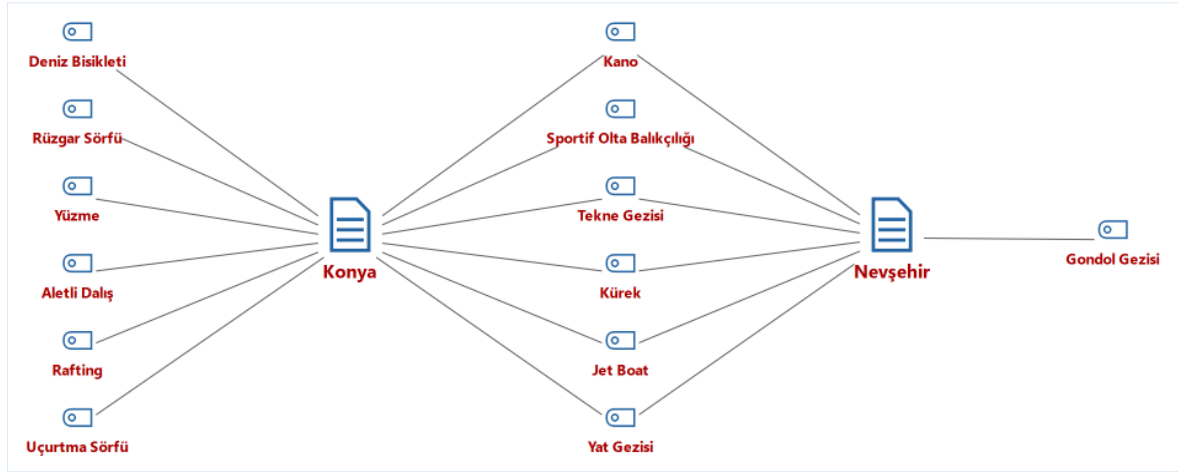 Deniz Bisikleti
Kano
Rüzgar Sörfü
Sportif Olta Balıkçılığı
Yüzme
Tekne Gezisi
Konya
Nevşehir
Gondol Gezisi
Aletli Dalış
Kürek
Rafting
Jet Boat
Uçurtma Sörfü
Yat Gezisi